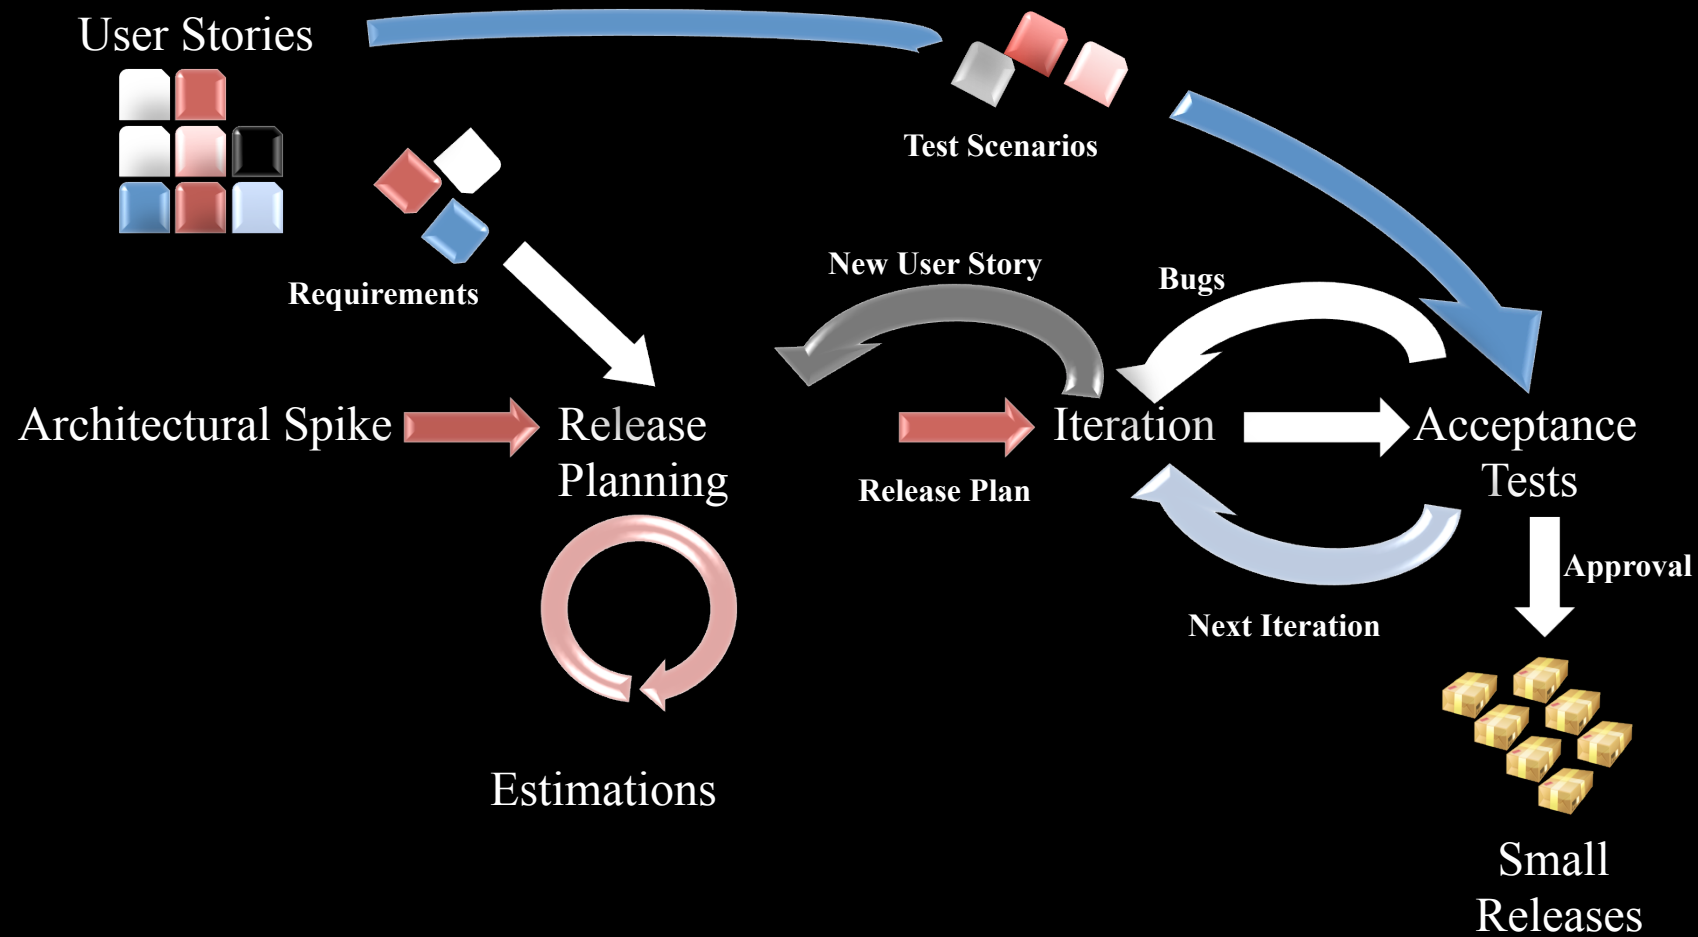 User Stories
Test Scenarios
Requirements
New User Story
Bugs
Architectural Spike
Release
Planning
Release Plan
Iteration
Acceptance
Tests
Approval
Next Iteration
Estimations
Small
Releases